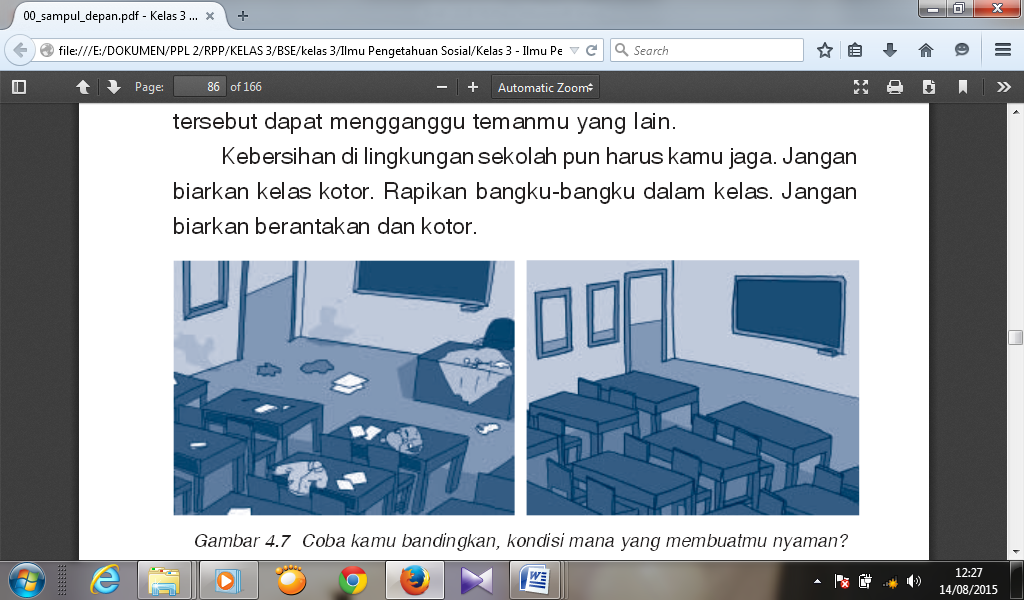 00_sampul_depan.pdf - Kelas 3 ...
file:///E:/DOKUMEN/PPL 2/RPP/KELAS 3/BSE/kelas 3/Ilmu Pengetahuan Sosial/Kelas 3 - Ilmu Pe
Search
Page: 86 of 166
Automatic Zoom
tersebut dapat mengganggu temanmu yang lain.
Kebersihan di lingkungan sekolah pun harus kamu jaga. Jangan
biarkan kelas kotor. Rapikan bangku-bangku dalam kelas. Jangan
biarkan berantakan dan kotor.
Gambar 4.7 Coba kamu bandingkan, kondisi mana yang membuatmu nyaman?
12:27
14/08/2015